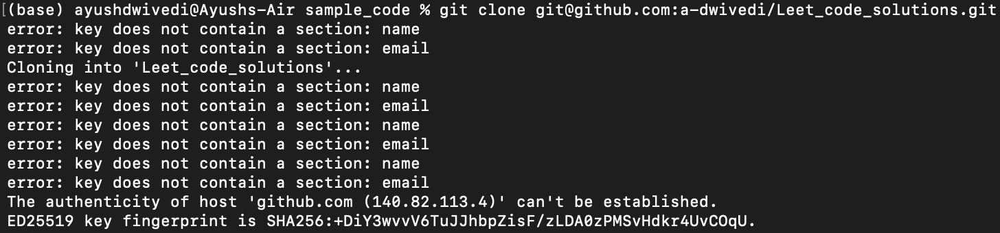 [(base) ayushdwivedi@Ayushs-Air sample_code % git clone git@github.com:a-dwivedi/Leet_code_solutions.git
error: key does not contain a section: name
error: key does not contain a section: email
Cloning into 'Leet_code_solutions'...
error: key does not contain a section: name
error: key does not contain a section: email
error: key does not contain a section: name
error: key does not contain a section: email
error: key does not contain a section: name
error: key does not contain a section: email
The authenticity of host 'github.com (140.82.113.4)' can't be established.
ED25519 key fingerprint is SHA256:+DiY3wvvV6TuJJhbpZisF/zLDA0zPMSvHdkr4UvCOqU.